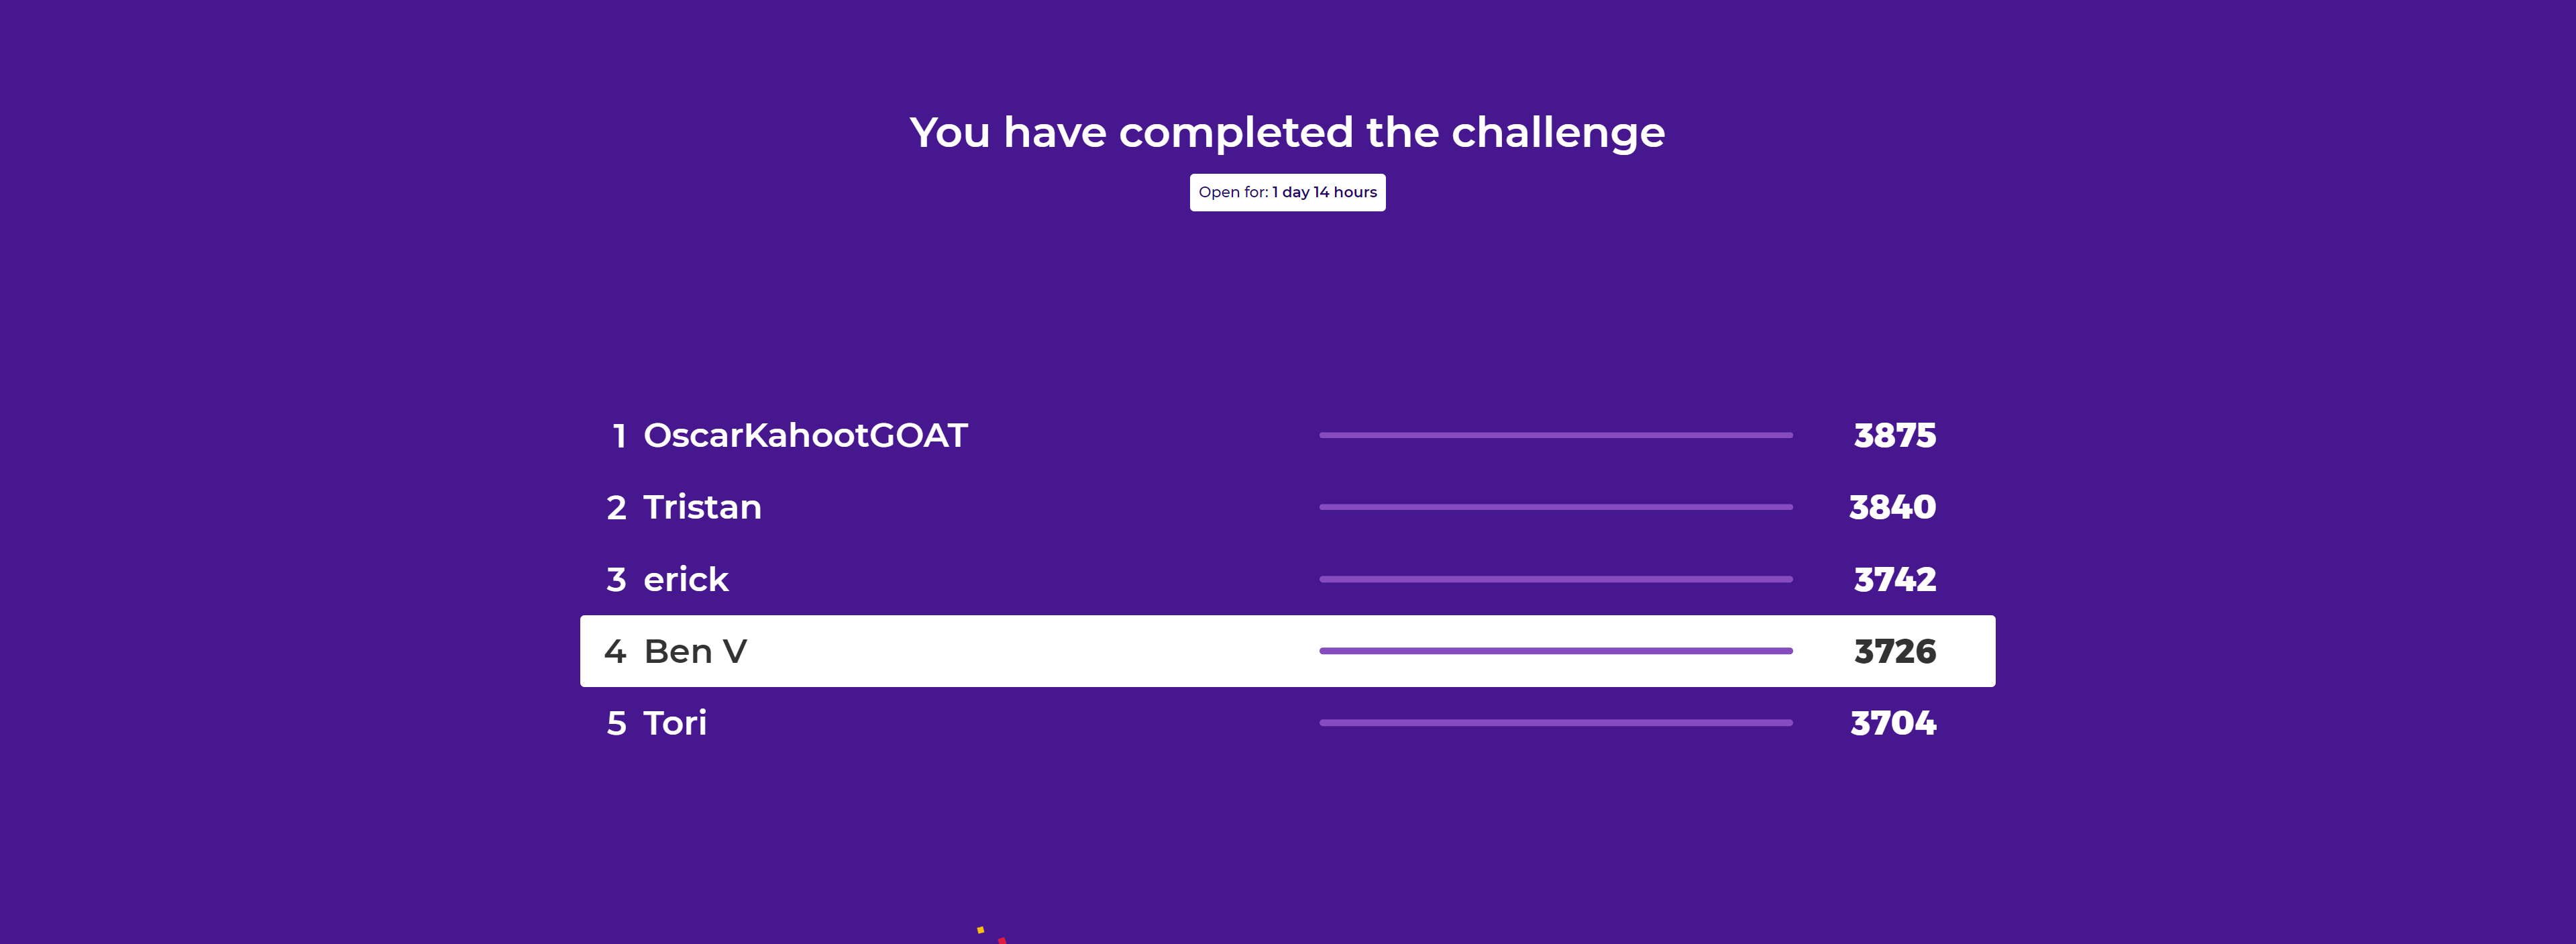 You have completed the challenge
Open for: 1 day 14 hours
1 OscarKahootGOAT 3875
2 Tristan 3840
3 erick 3742
4 Ben V 3726
5 Tori 3704